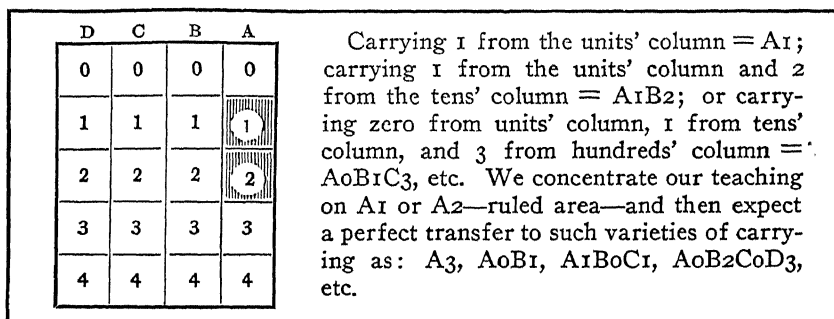 D C B A
0 0 0 0
1 1 1 1
2 2 2 2
3 3 3 3
4 4 4 4
Carrying 1 from the units' column = A1;
carrying 1 from the units' column and 2
from the tens' column = A1B2; or carry-
ing zero from units' column, 1 from tens'
column, and 3 from hundreds' column =
A0B1C3, etc. We concentrate our teaching
on A1 or A2—ruled area—and then expect
a perfect transfer to such varieties of carry-
ing as: A3, A0B1, A1B0C1, A0B2C0D3,
etc.